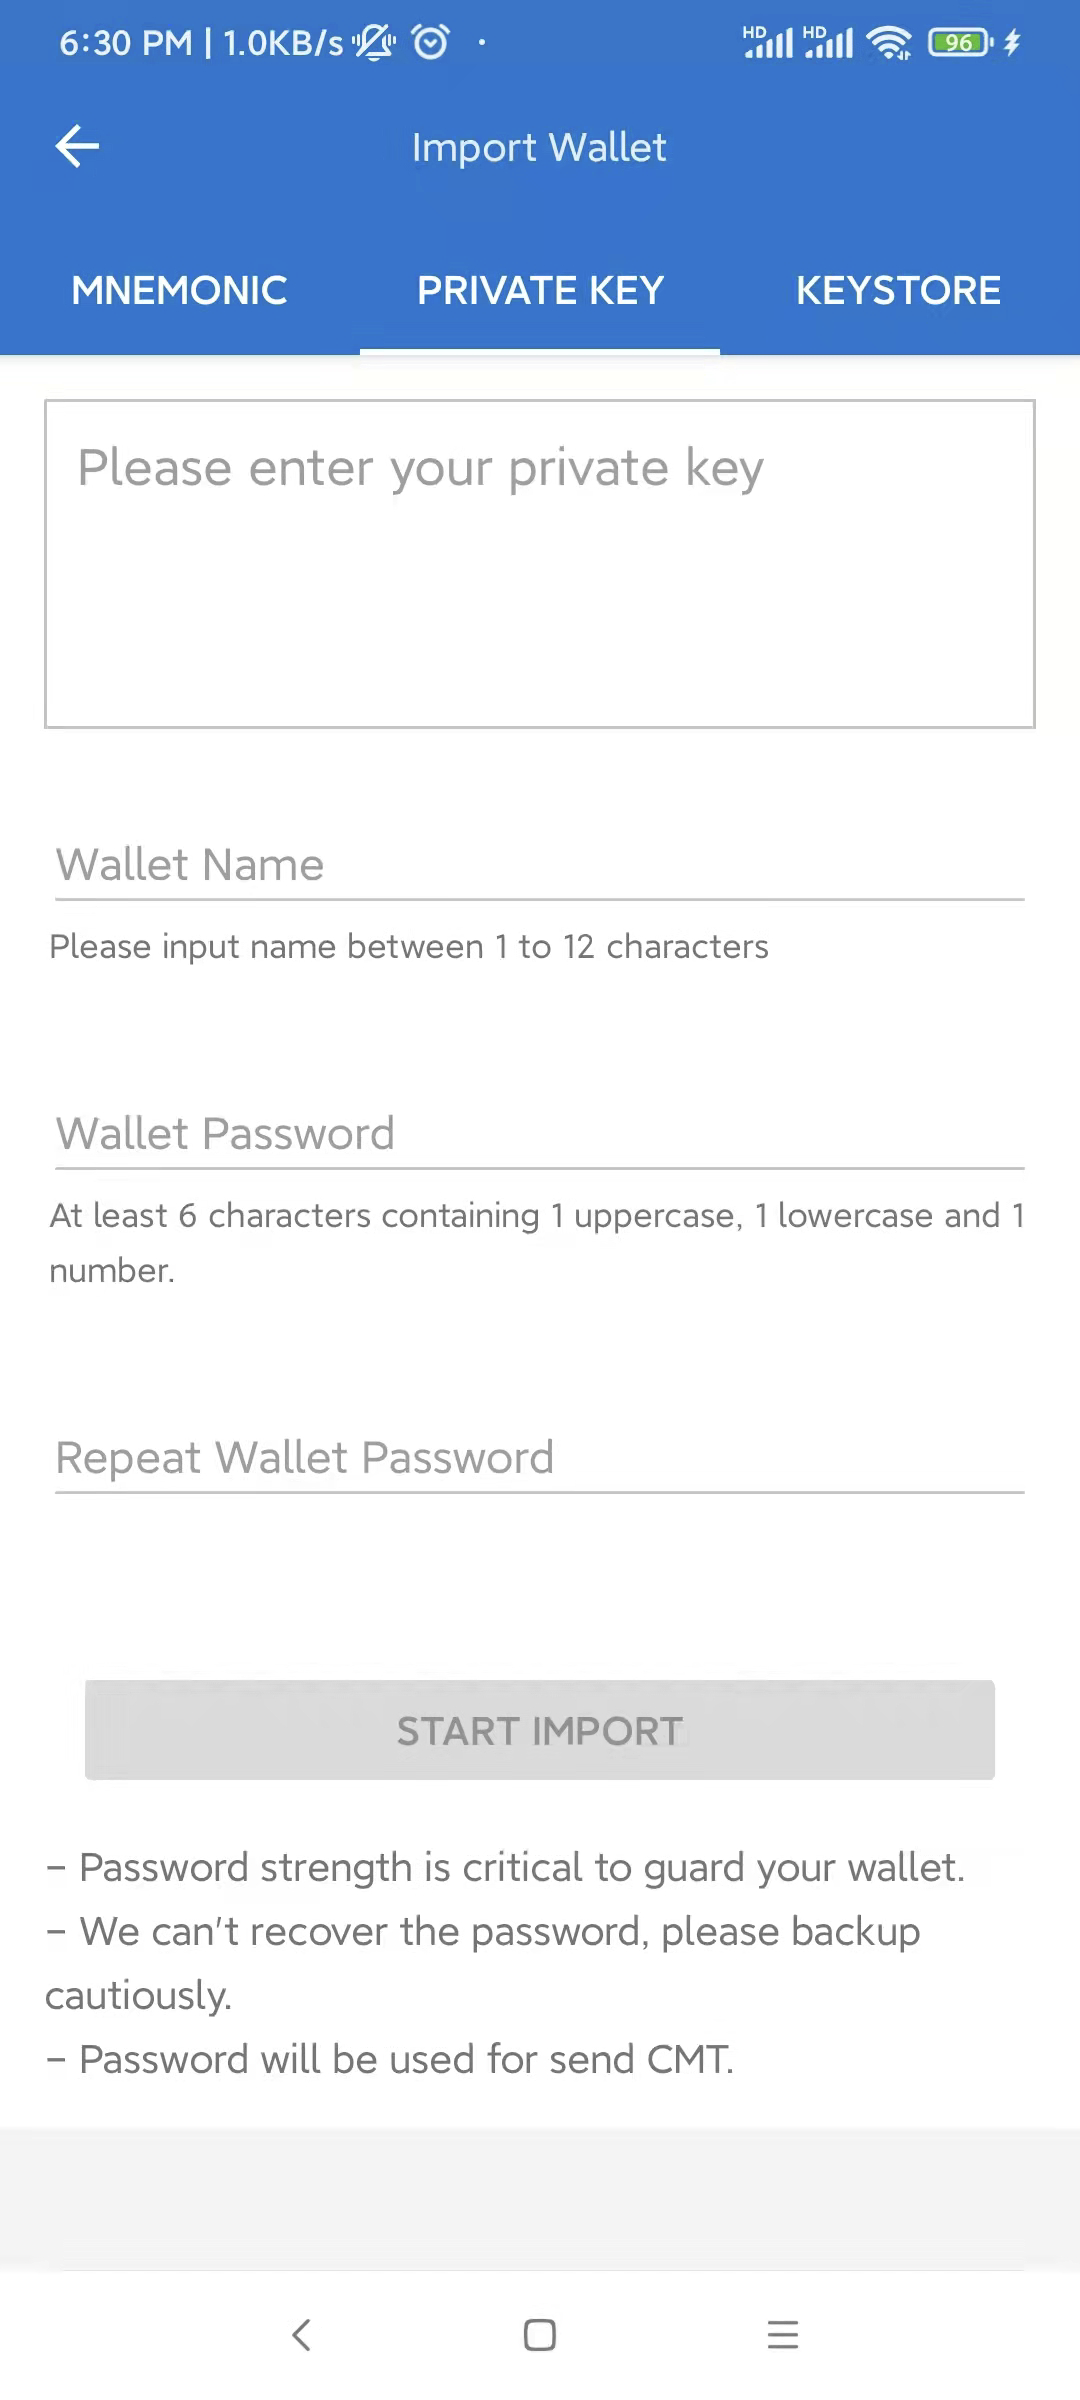 6:30 PM | 1.0KB/s
HD HD 96
Import Wallet
MNEMONIC PRIVATE KEY KEYSTORE
Please enter your private key
Wallet Name
Please input name between 1 to 12 characters
Wallet Password
At least 6 characters containing 1 uppercase, 1 lowercase and 1
number.
Repeat Wallet Password
START IMPORT
- Password strength is critical to guard your wallet.
- We can't recover the password, please backup
cautiously.
- Password will be used for send CMT.